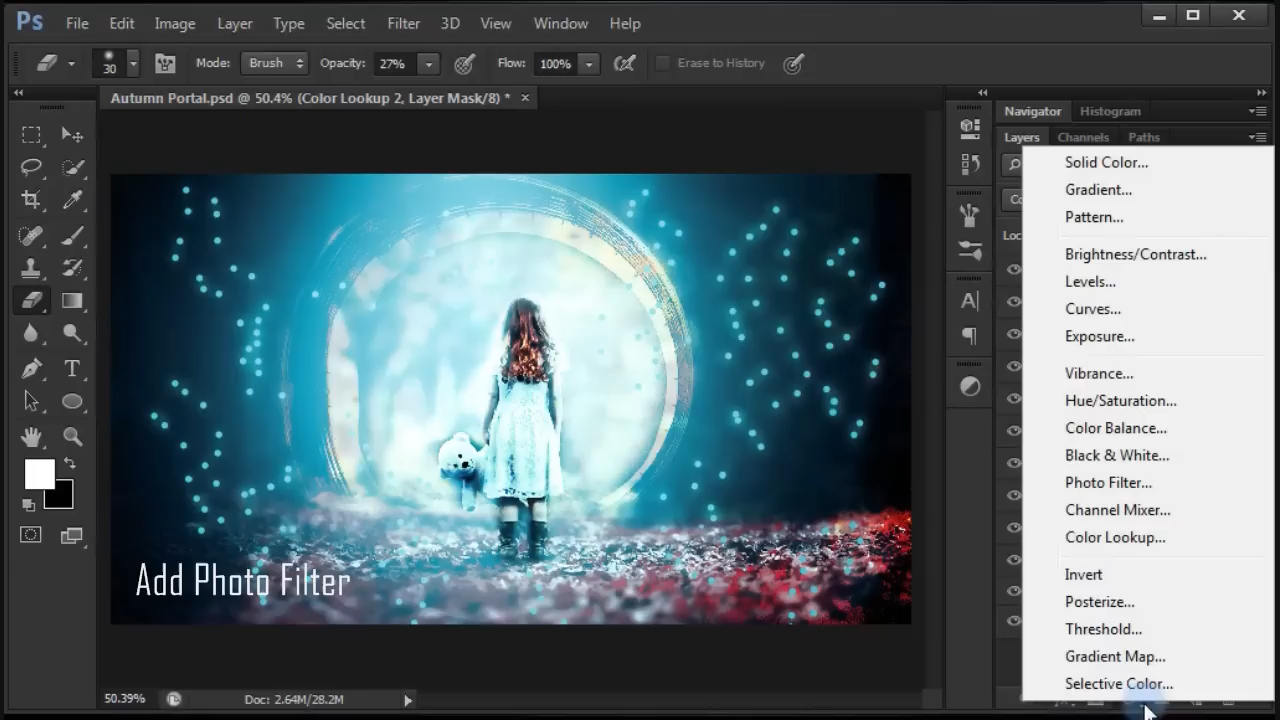 Ps File Edit Image Layer Type Select Filter 3D View Window Help
30 Mode: Brush Opacity: 27% Flow: 100% Erase to History
Autumn Portal.psd @ 50.4% (Color Lookup 2, Layer Mask/8) *
Navigator Histogram
Layers Channels Paths
Solid Color...
Gradient...
Pattern...
Brightness/Contrast...
Levels...
Curves...
Exposure...
Vibrance...
Hue/Saturation...
Color Balance...
Black & White...
Photo Filter...
Channel Mixer...
Color Lookup...
Invert
Posterize...
Threshold...
Gradient Map...
Selective Color...
Add Photo Filter
50.39% Doc: 2.64M/28.2M